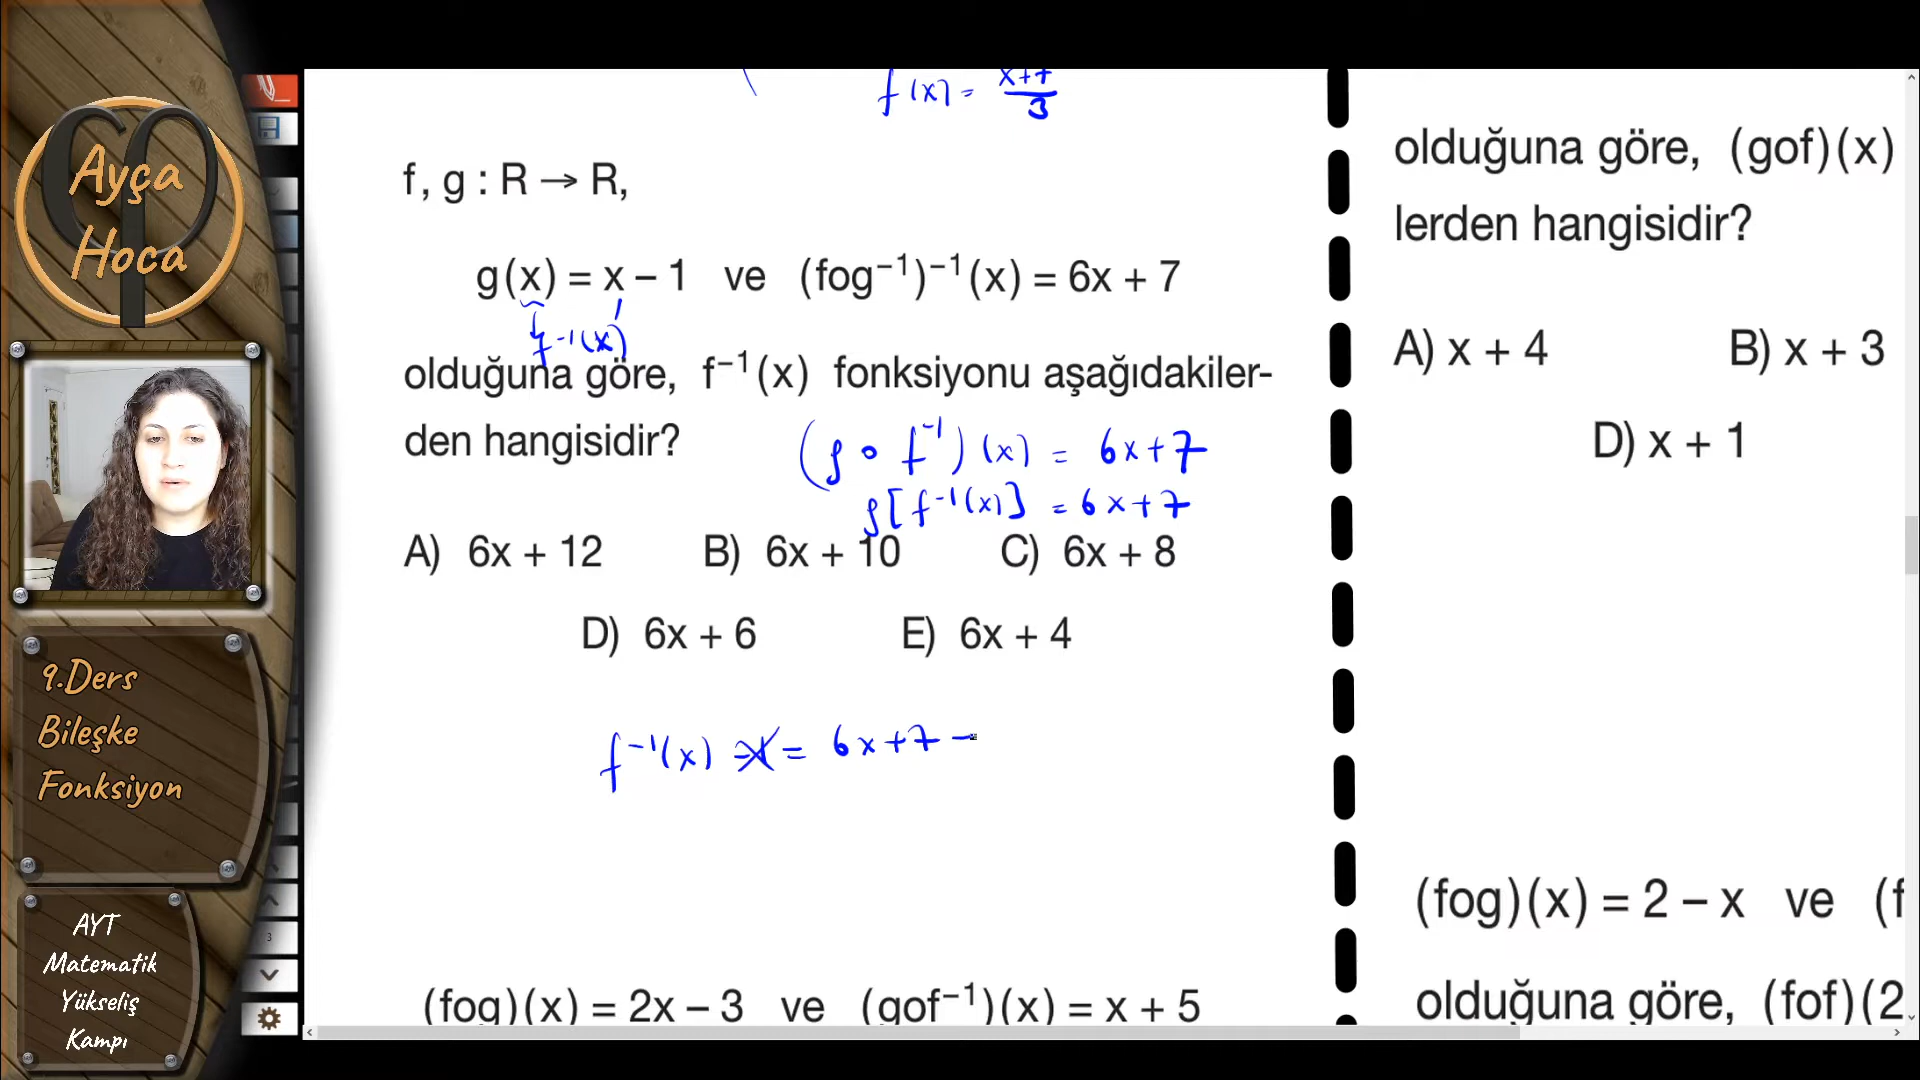 Ayça
Hoca
9.Ders
Bileşke
Fonksiyon
AYT
Matematik
Yükseliş
Kampı
3
f(x) = x+7 / 3
f, g : R → R,
g(x) = x – 1 ve (fog⁻¹)⁻¹(x) = 6x + 7
f⁻¹(x)
olduğuna göre, f⁻¹(x) fonksiyonu aşağıdakiler-
den hangisidir?
(g o f⁻¹)(x) = 6x+7
g[f⁻¹(x)] = 6x+7
A) 6x + 12 B) 6x + 10 C) 6x + 8
D) 6x + 6 E) 6x + 4
f⁻¹(x) -1 = 6x+7 –
(fog)(x) = 2x – 3 ve (gof⁻¹)(x) = x + 5
olduğuna göre, (gof)(x)
lerden hangisidir?
A) x + 4 B) x + 3
D) x + 1
(fog)(x) = 2 – x ve (f
olduğuna göre, (fof)(2